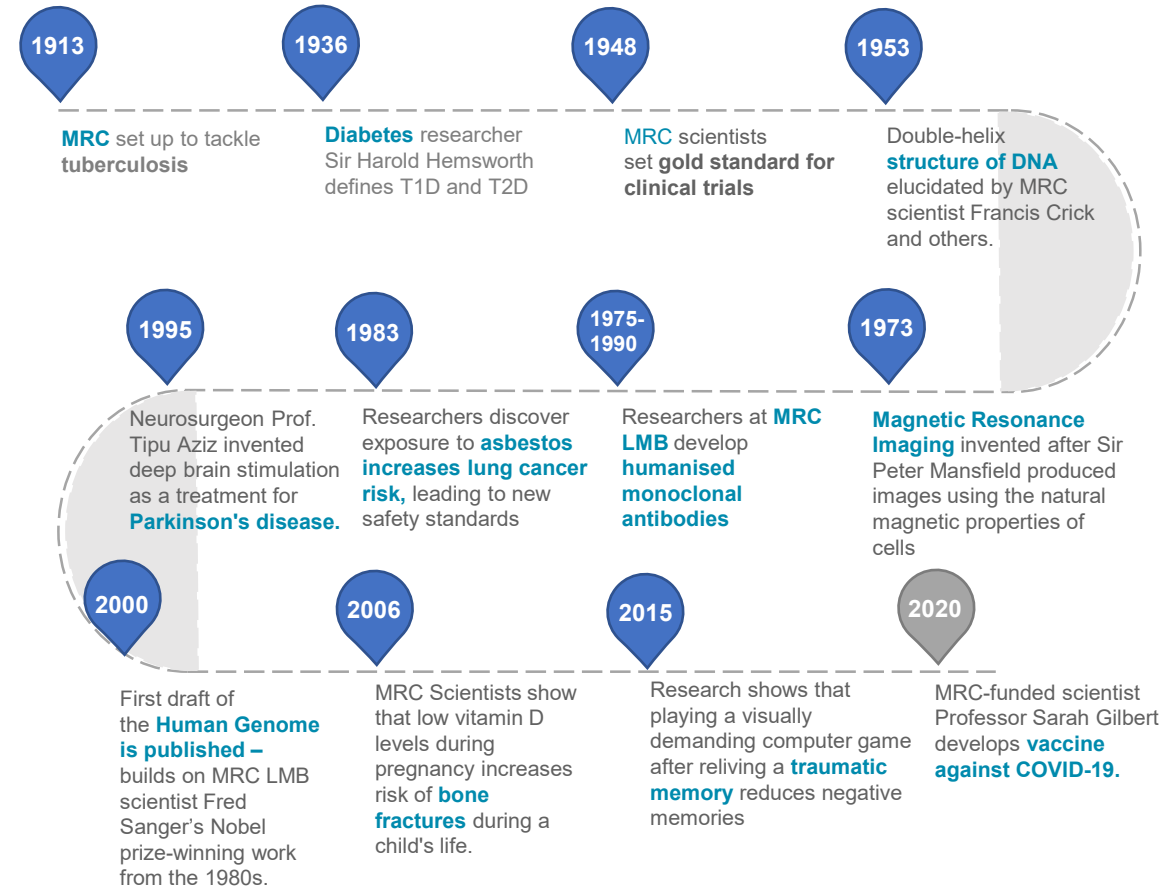 1913
MRC set up to tackle
tuberculosis
1936
Diabetes researcher
Sir Harold Hemsworth
defines T1D and T2D
1948
MRC scientists
set gold standard for
clinical trials
1953
Double-helix
structure of DNA
elucidated by MRC
scientist Francis Crick
and others.
1995
Neurosurgeon Prof.
Tipu Aziz invented
deep brain stimulation
as a treatment for
Parkinson's disease.
1983
Researchers discover
exposure to asbestos
increases lung cancer
risk, leading to new
safety standards
1975-
1990
Researchers at MRC
LMB develop
humanised
monoclonal
antibodies
1973
Magnetic Resonance
Imaging invented after Sir
Peter Mansfield produced
images using the natural
magnetic properties of
cells
2000
First draft of
the Human Genome
is published –
builds on MRC LMB
scientist Fred
Sanger’s Nobel
prize-winning work
from the 1980s.
2006
MRC Scientists show
that low vitamin D
levels during
pregnancy increases
risk of bone
fractures during a
child's life.
2015
Research shows that
playing a visually
demanding computer game
after reliving a traumatic
memory reduces negative
memories
2020
MRC-funded scientist
Professor Sarah Gilbert
develops vaccine
against COVID-19.